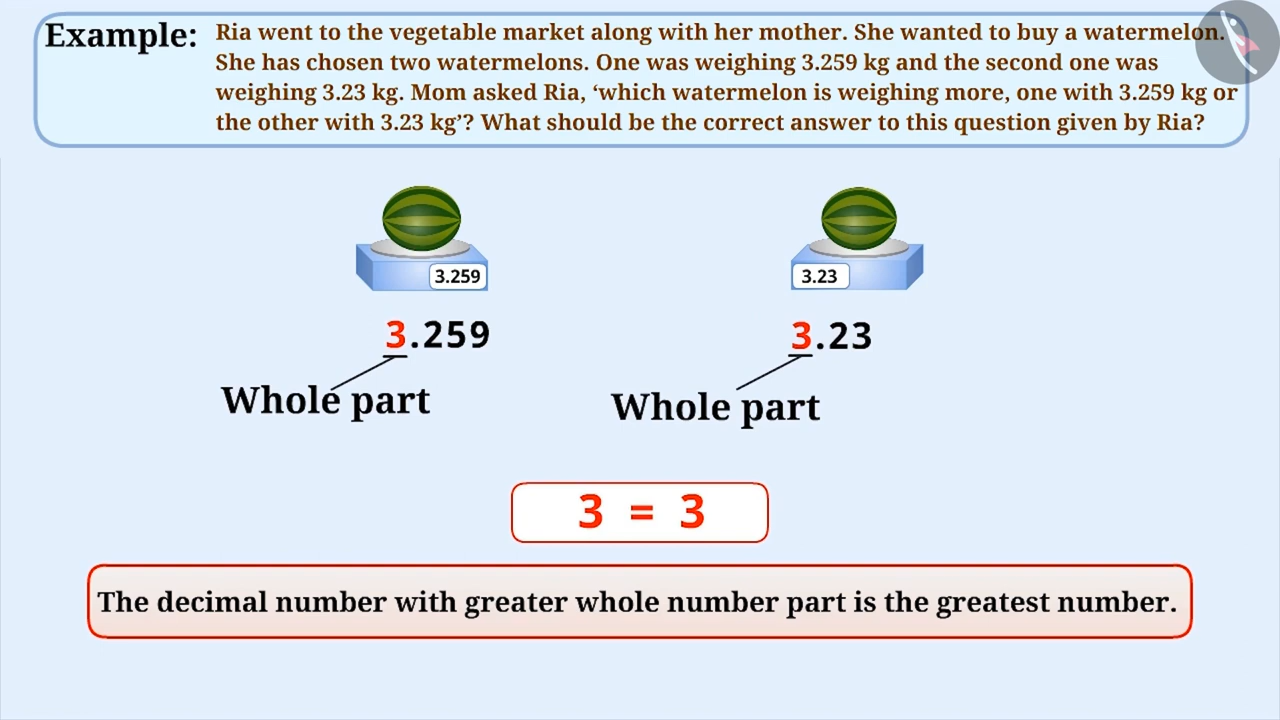 Example: Ria went to the vegetable market along with her mother. She wanted to buy a watermelon.
She has chosen two watermelons. One was weighing 3.259 kg and the second one was
weighing 3.23 kg. Mom asked Ria, ‘which watermelon is weighing more, one with 3.259 kg or
the other with 3.23 kg’? What should be the correct answer to this question given by Ria?
3.259
3.23
3.259
3.23
Whole part
Whole part
3 = 3
The decimal number with greater whole number part is the greatest number.